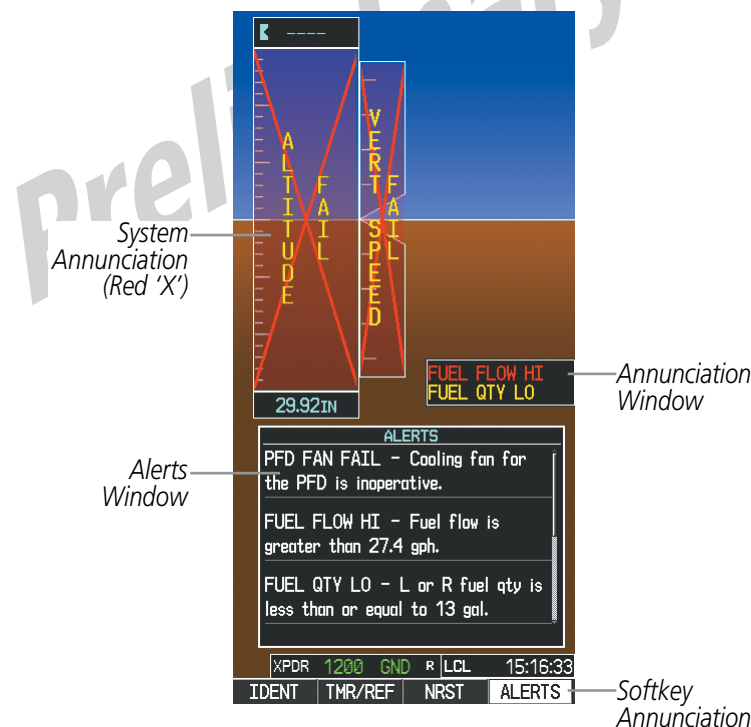 Preliminary
----
ALTITUDE FAIL
VERT SPEED FAIL
System
Annunciation
(Red ‘X’)
FUEL FLOW HI
FUEL QTY LO
Annunciation
Window
29.92IN
ALERTS
Alerts
Window
PFD FAN FAIL – Cooling fan for
the PFD is inoperative.
FUEL FLOW HI – Fuel flow is
greater than 27.4 gph.
FUEL QTY LO – L or R fuel qty is
less than or equal to 13 gal.
XPDR 1200 GND R LCL 15:16:33
IDENT TMR/REF NRST ALERTS
Softkey
Annunciation